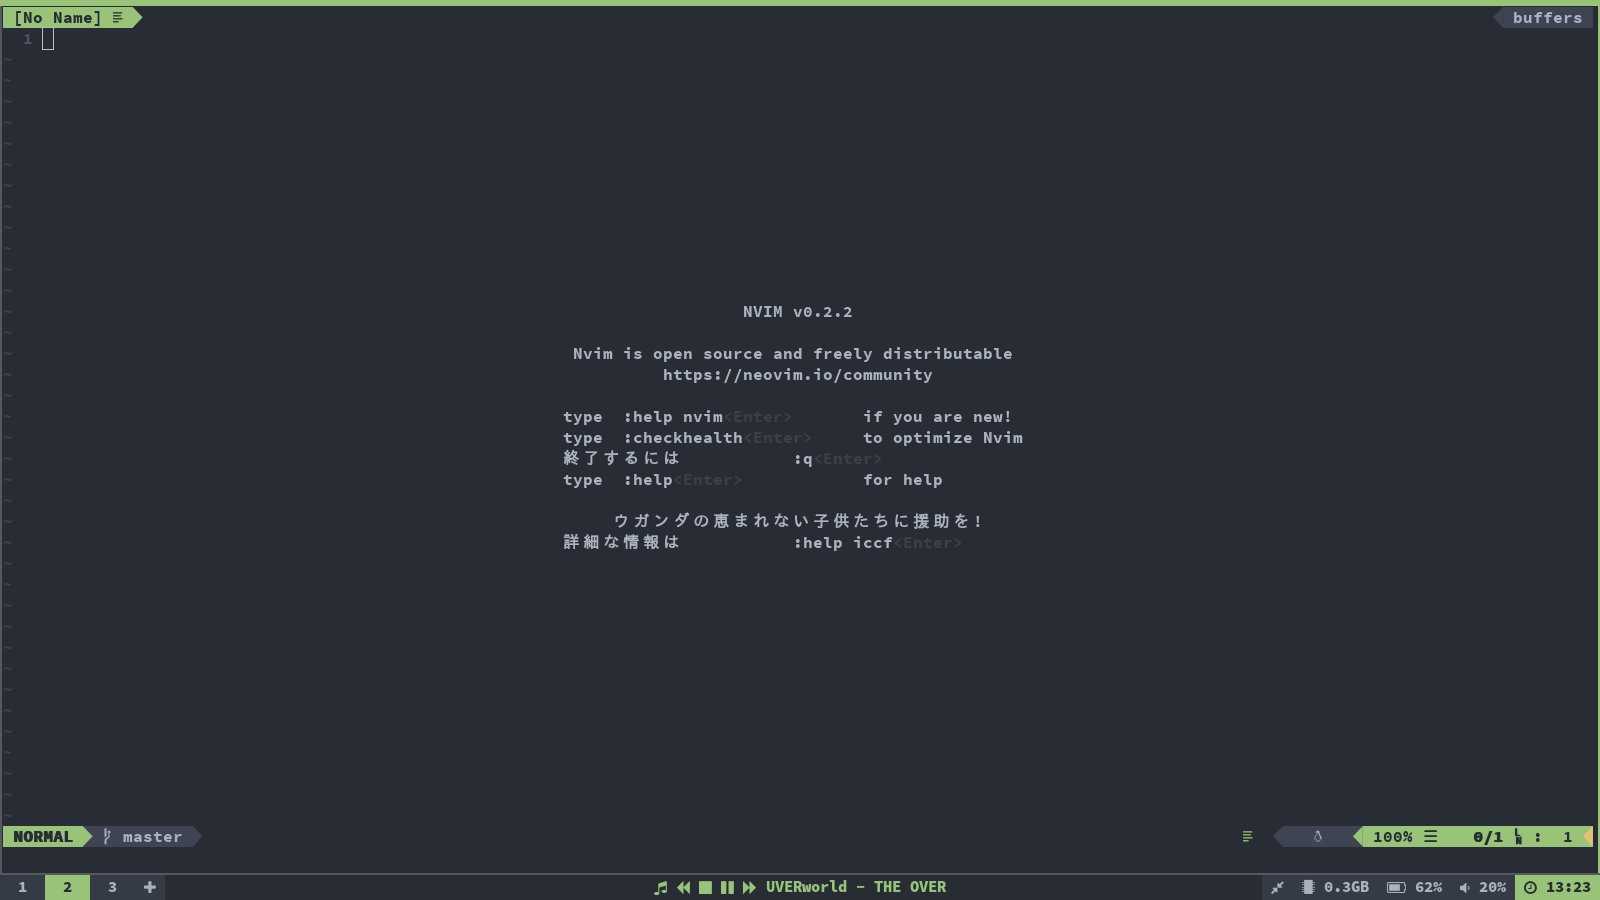 [No Name]
buffers
1
NVIM v0.2.2
Nvim is open source and freely distributable
https://neovim.io/community
type :help nvim<Enter> if you are new!
type :checkhealth<Enter> to optimize Nvim
終了するには :q<Enter>
type :help<Enter> for help
ウガンダの恵まれない子供たちに援助を!
詳細な情報は :help iccf<Enter>
NORMAL master 100% ☰ 0/1 : 1
1 2 3 UVERworld - THE OVER 0.3GB 62% 20% 13:23